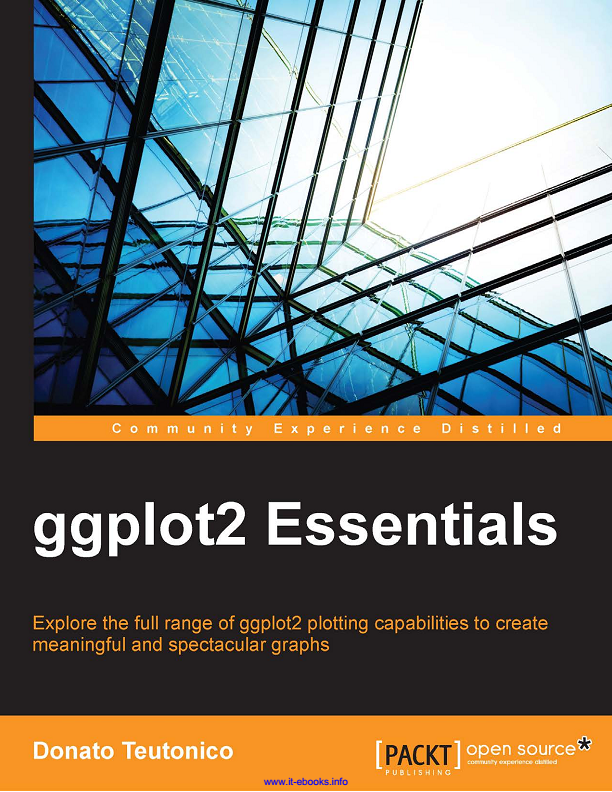 Community Experience Distilled
ggplot2 Essentials
Explore the full range of ggplot2 plotting capabilities to create
meaningful and spectacular graphs
Donato Teutonico
[PACKT]
PUBLISHING
open source*
community experience distilled
www.it-ebooks.info